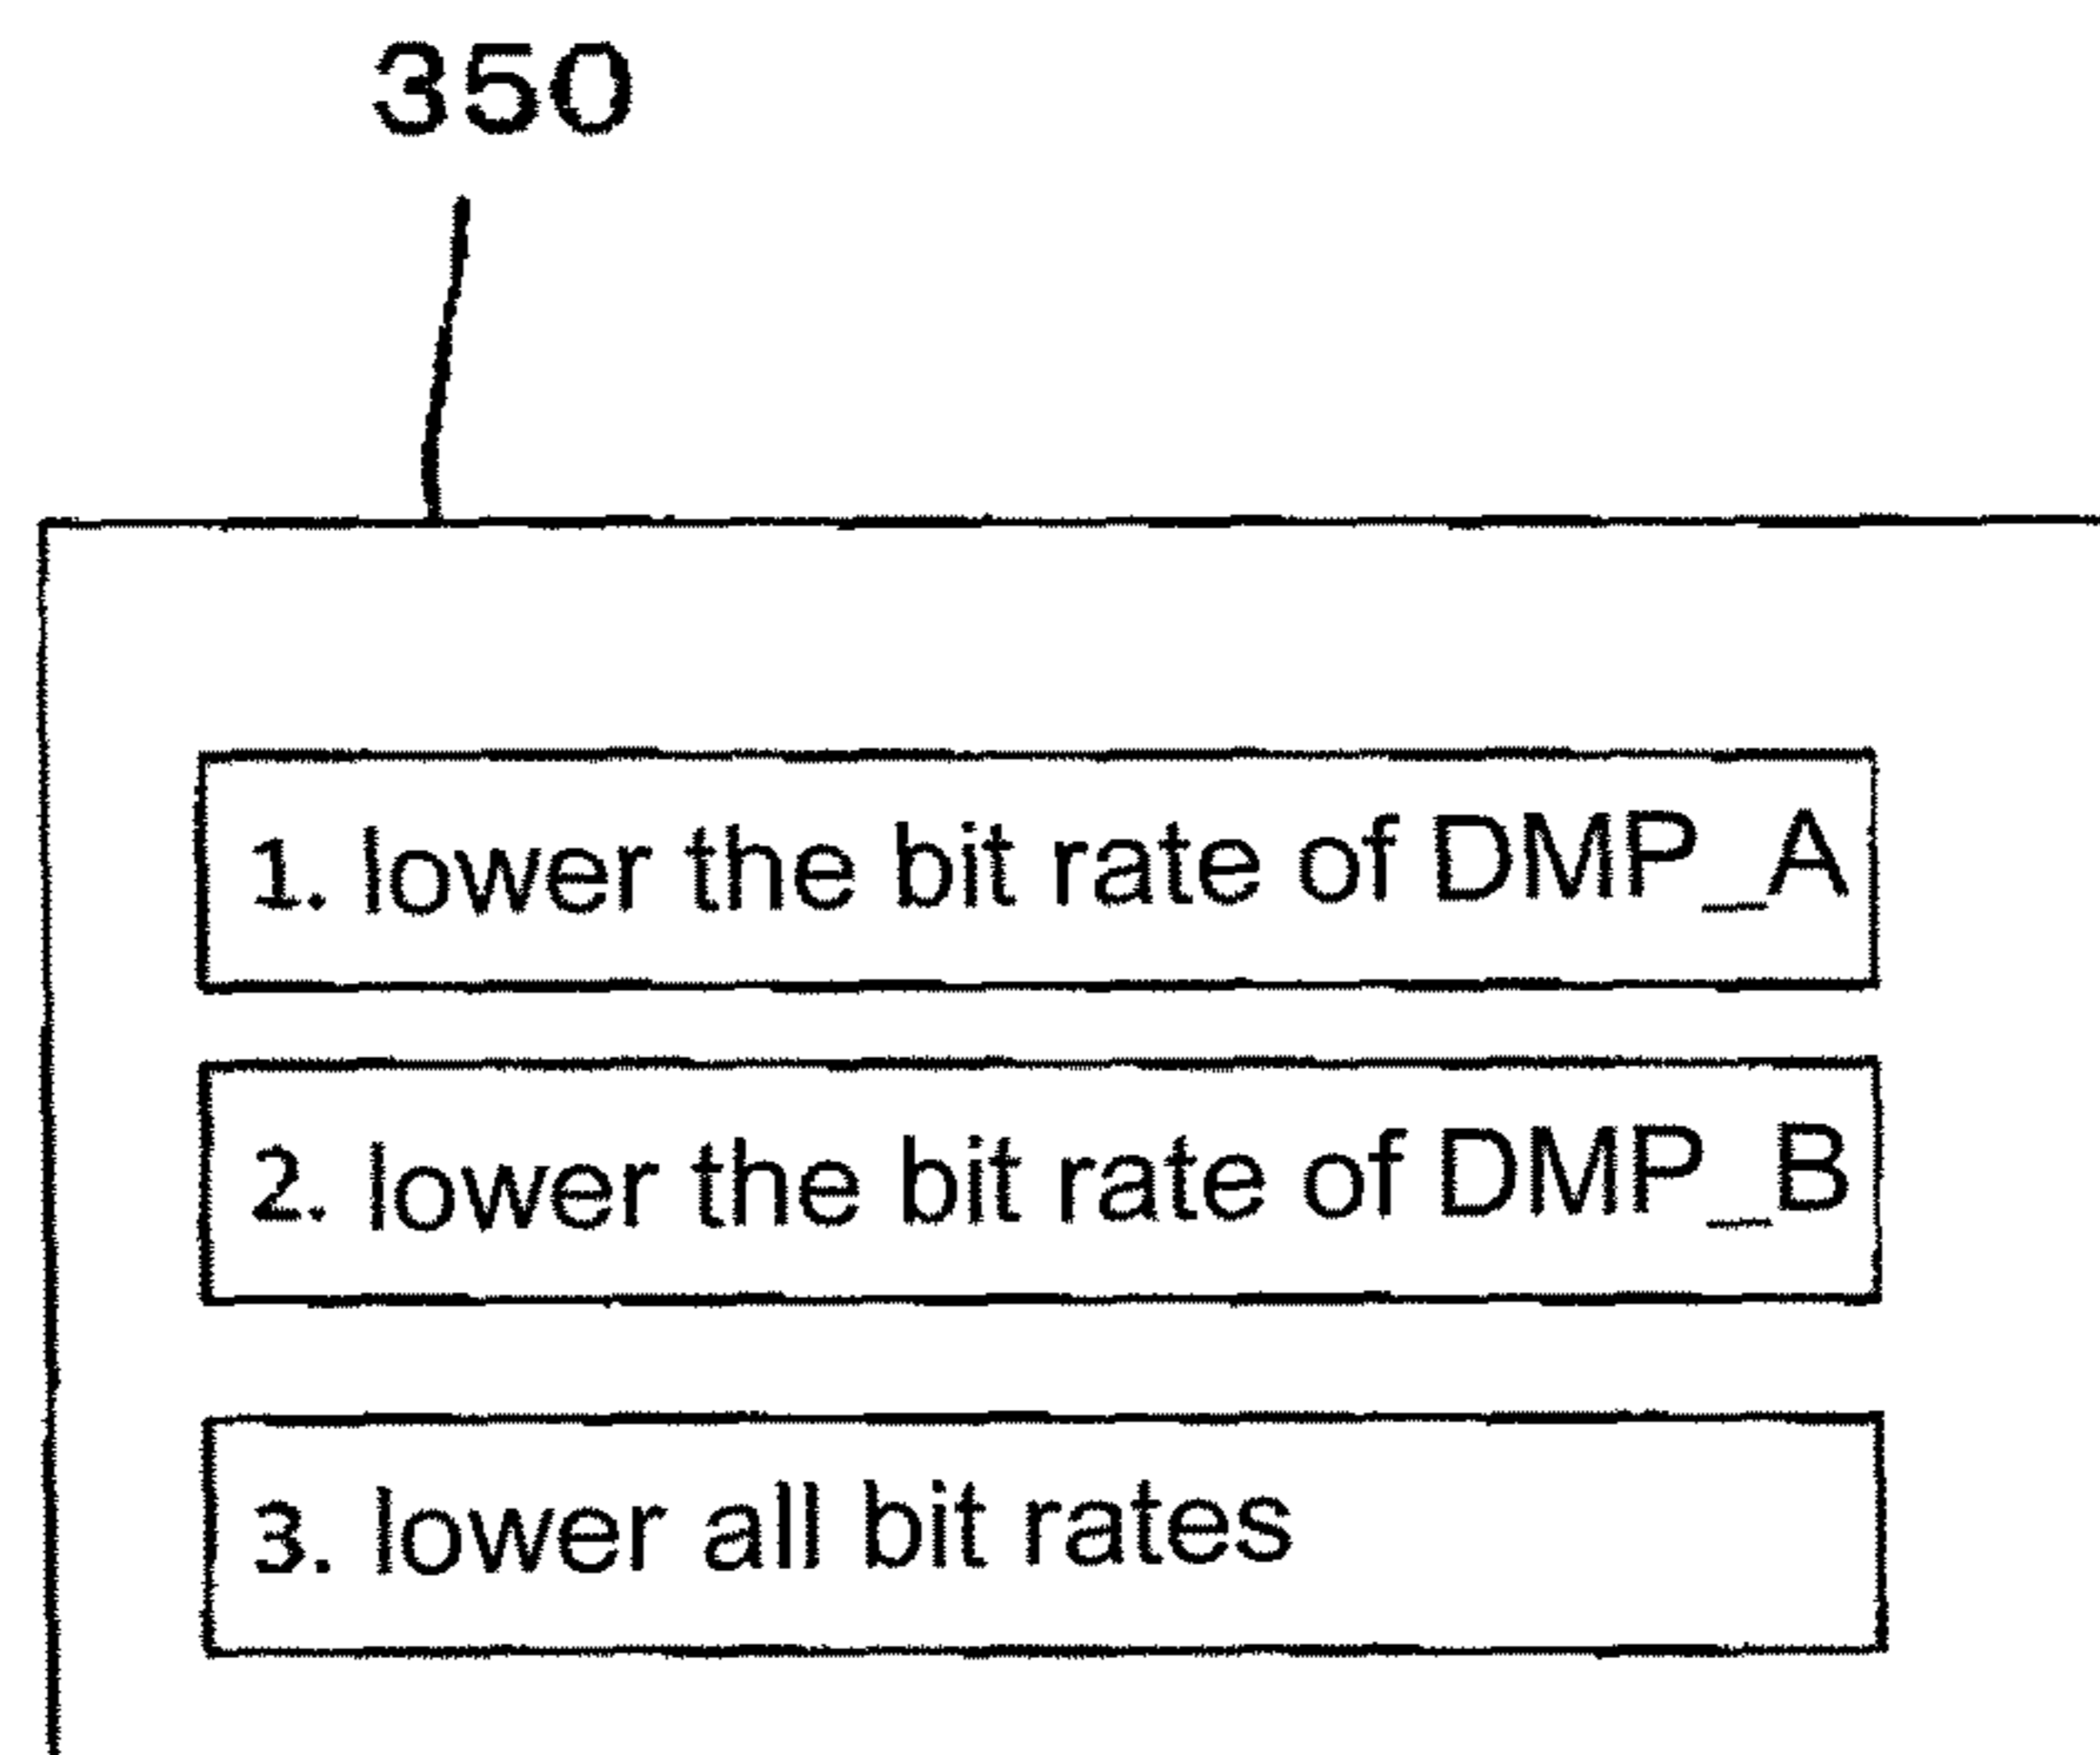 350
1. lower the bit rate of DMP_A
2. lower the bit rate of DMP_B
3. lower all bit rates